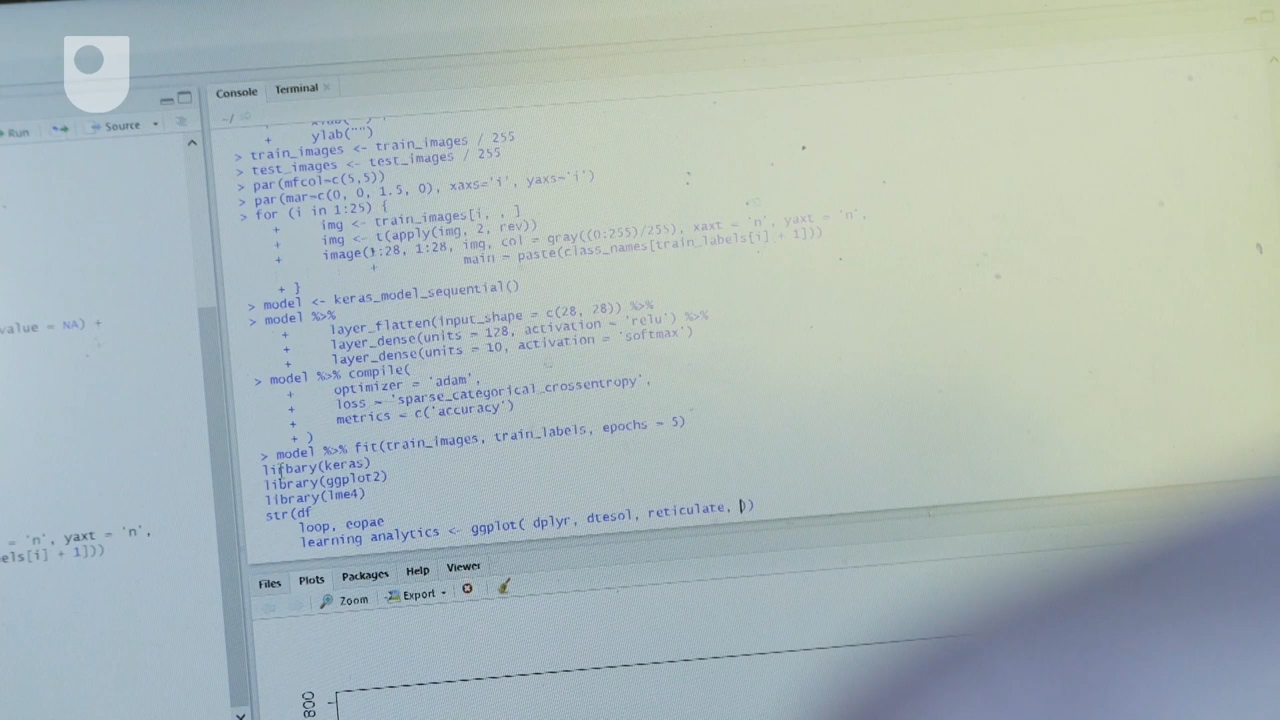 Console Terminal
Run Source
~/
+ ylab("")
> train_images <- train_images / 255
> test_images <- test_images / 255
> par(mfcol=c(5,5))
> par(mar=c(0, 0, 1.5, 0), xaxs='i', yaxs='i')
> for (i in 1:25) {
+ img <- train_images[i, , ]
+ img <- t(apply(img, 2, rev))
+ image(1:28, 1:28, img, col = gray((0:255)/255), xaxt = 'n', yaxt = 'n',
+ main = paste(class_names[train_labels[i] + 1]))
+ }
> model <- keras_model_sequential()
> model %>%
+ layer_flatten(input_shape = c(28, 28)) %>%
+ layer_dense(units = 128, activation = 'relu') %>%
+ layer_dense(units = 10, activation = 'softmax')
> model %>% compile(
+ optimizer = 'adam',
+ loss = 'sparse_categorical_crossentropy',
+ metrics = c('accuracy')
+ )
> model %>% fit(train_images, train_labels, epochs = 5)
library(keras)
library(ggplot2)
library(lme4)
str(df
loop, eopae
learning analytics <- ggplot( dplyr, dtesol, reticulate, ))
value = NA) +
= 'n', yaxt = 'n',
els[i] + 1]))
Files Plots Packages Help Viewer
Zoom Export
800